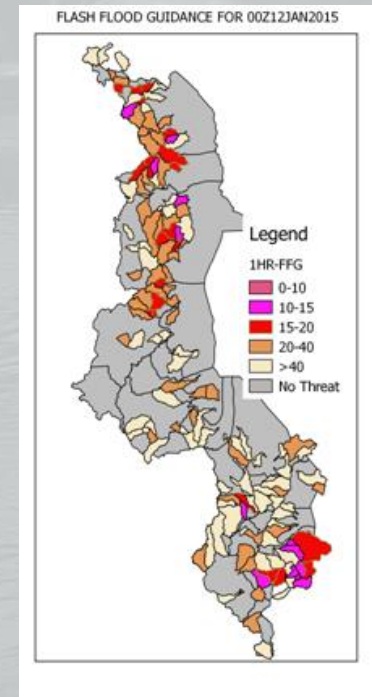 FLASH FLOOD GUIDANCE FOR 00Z12JAN2015
Legend
1HR-FFG
0-10
10-15
15-20
20-40
>40
No Threat